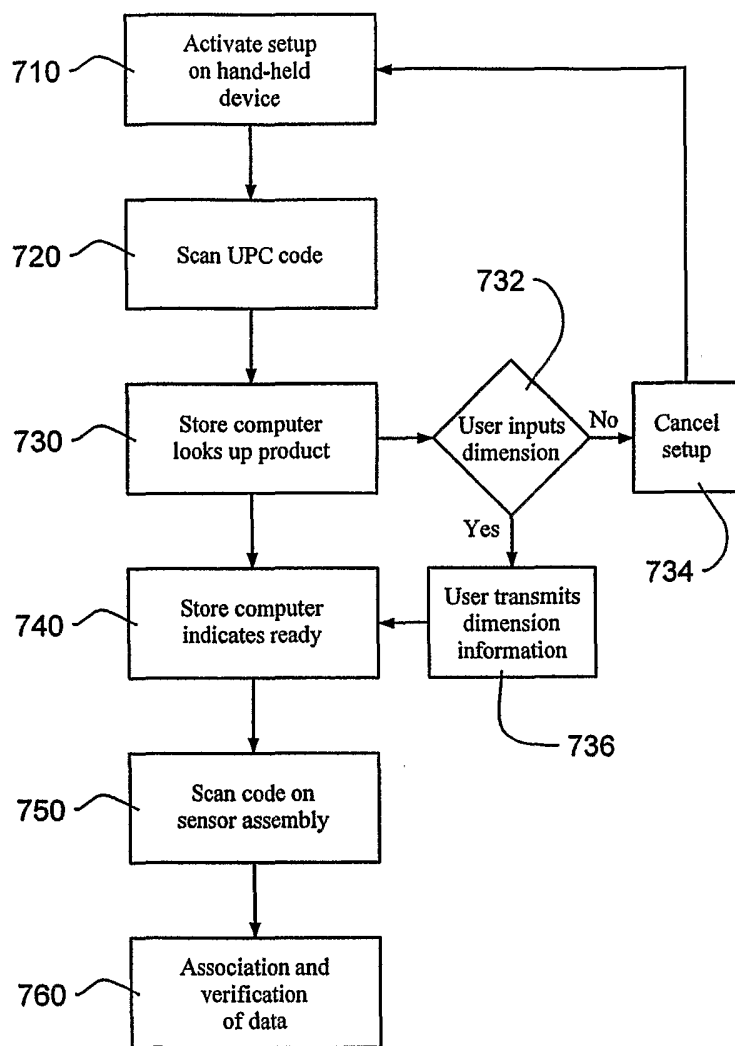 Activate setup
on hand-held
device
710
Scan UPC code
720
732
Store computer
looks up product
730
User inputs
dimension
No
Cancel
setup
734
Yes
Store computer
indicates ready
740
User transmits
dimension
information
736
Scan code on
sensor assembly
750
Association and
verification
of data
760